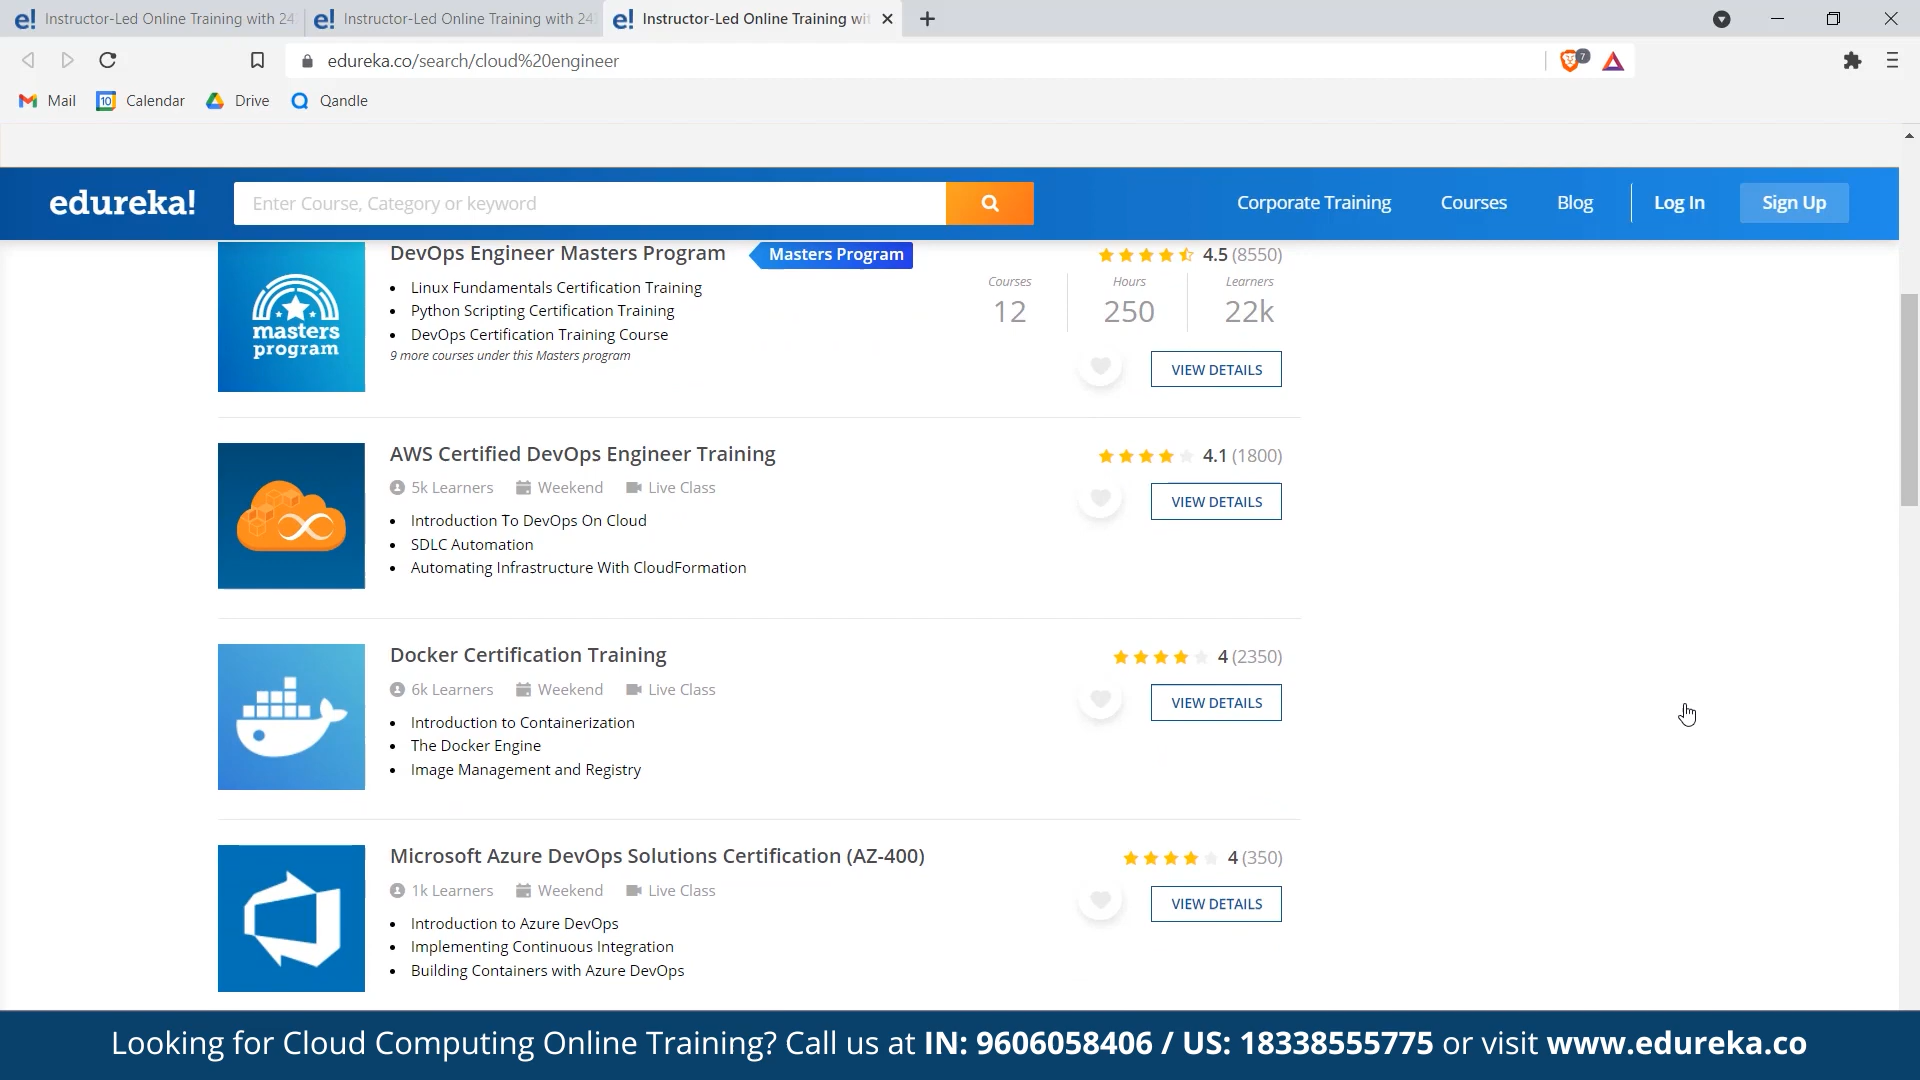 Instructor-Led Online Training with 24
Instructor-Led Online Training with 24
Instructor-Led Online Training wit
edureka.co/search/cloud%20engineer
7
Mail
10
Calendar
Drive
Qandle
edureka!
Enter Course, Category or keyword
Corporate Training
Courses
Blog
Log In
Sign Up
masters
program
DevOps Engineer Masters Program
Masters Program
4.5 (8550)
Linux Fundamentals Certification Training
Python Scripting Certification Training
DevOps Certification Training Course
9 more courses under this Masters program
Courses
12
Hours
250
Learners
22k
VIEW DETAILS
AWS Certified DevOps Engineer Training
4.1 (1800)
5k Learners
Weekend
Live Class
VIEW DETAILS
Introduction To DevOps On Cloud
SDLC Automation
Automating Infrastructure With CloudFormation
Docker Certification Training
4 (2350)
6k Learners
Weekend
Live Class
VIEW DETAILS
Introduction to Containerization
The Docker Engine
Image Management and Registry
Microsoft Azure DevOps Solutions Certification (AZ-400)
4 (350)
1k Learners
Weekend
Live Class
VIEW DETAILS
Introduction to Azure DevOps
Implementing Continuous Integration
Building Containers with Azure DevOps
Looking for Cloud Computing Online Training? Call us at IN: 9606058406 / US: 18338555775 or visit www.edureka.co